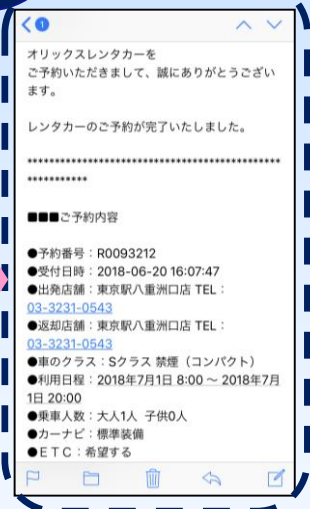 1
オリックスレンタカーを
ご予約いただきまして、誠にありがとうござい
ます。
レンタカーのご予約が完了いたしました。
**********************************************
***********
■■■ご予約内容
●予約番号：R0093212
●受付日時：2018-06-20 16:07:47
●出発店舗：東京駅八重洲口店 TEL：
03-3231-0543
●返却店舗：東京駅八重洲口店 TEL：
03-3231-0543
●車のクラス：Sクラス 禁煙（コンパクト）
●利用日程：2018年7月1日 8:00 ～ 2018年7月
1日 20:00
●乗車人数：大人1人 子供0人
●カーナビ：標準装備
●ＥＴＣ：希望する